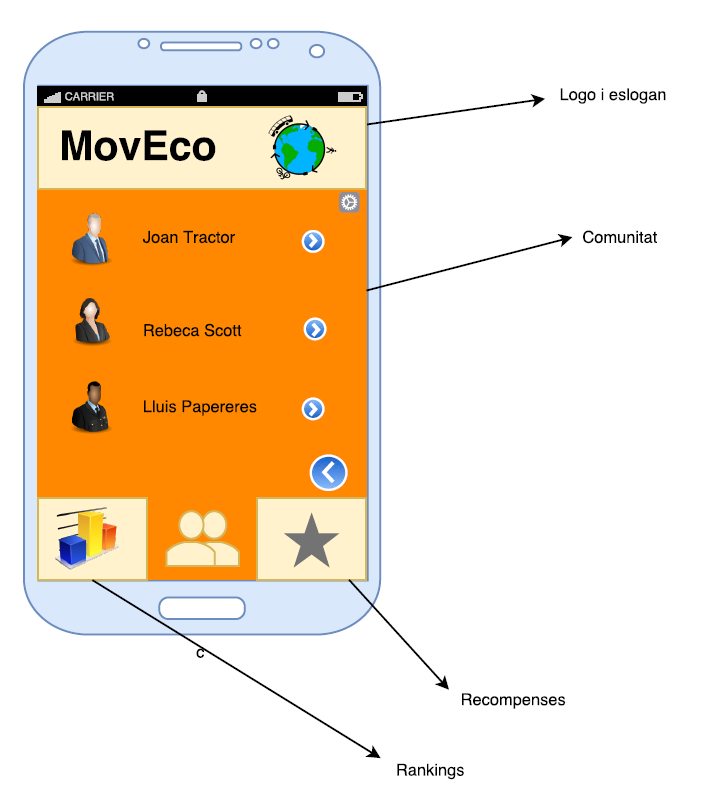 CARRIER
Logo i eslogan
MovEco
Joan Tractor
Comunitat
Rebeca Scott
Lluis Papereres
c
Recompenses
Rankings